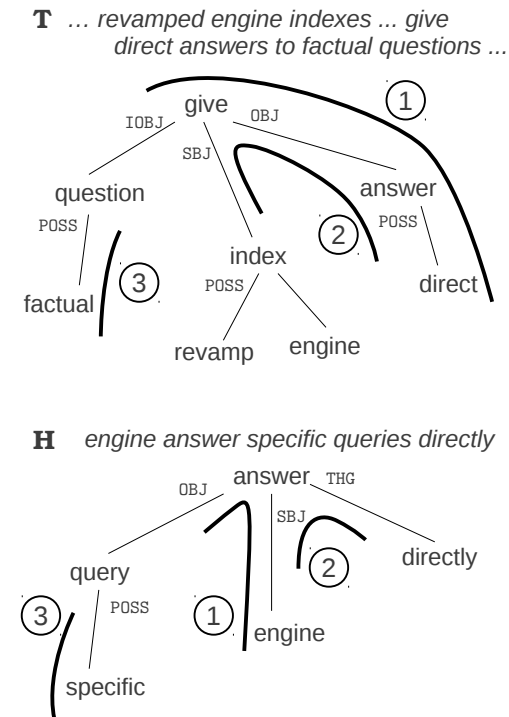 T … revamped engine indexes ... give
direct answers to factual questions ...
1
give
IOBJ OBJ
SBJ
question answer
POSS POSS
2
index
3
direct
POSS
factual
revamp engine
H engine answer specific queries directly
answer THG
OBJ
SBJ
directly
query 2
3 POSS 1
engine
specific